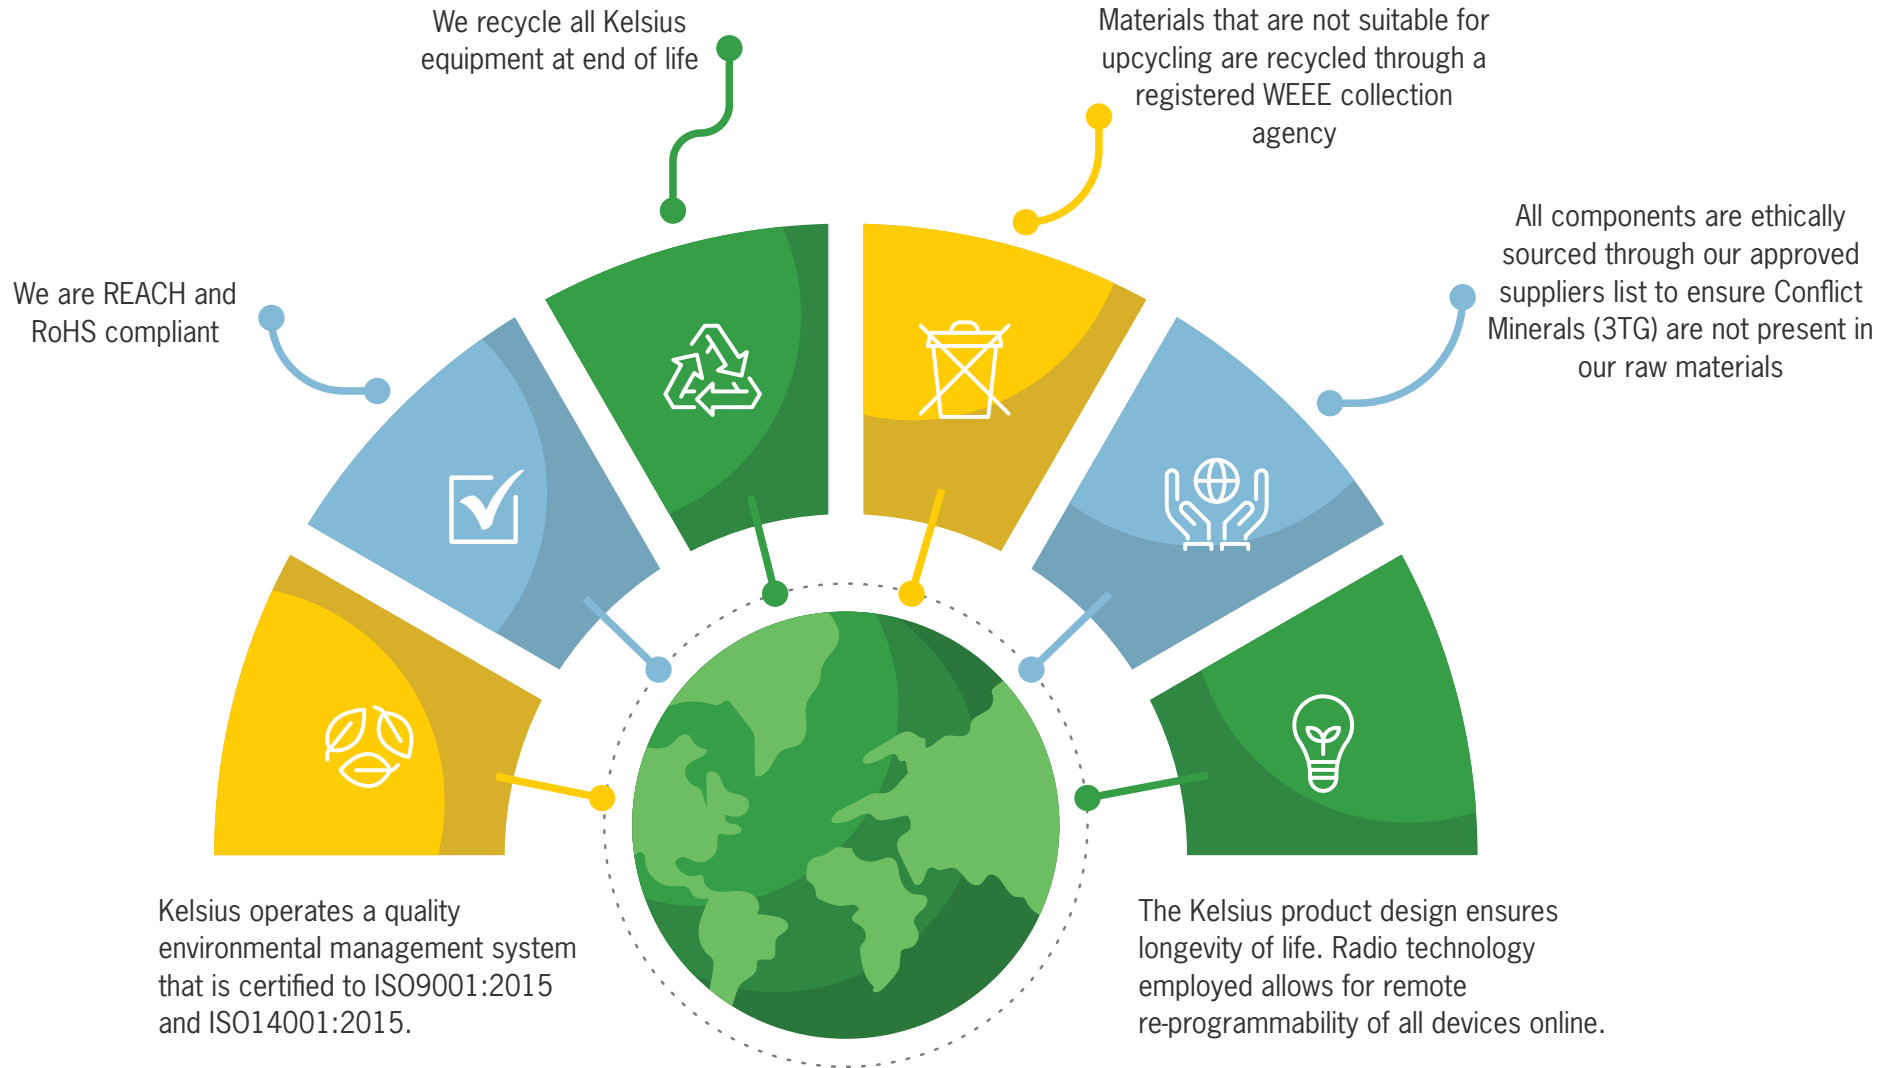 We recycle all Kelsius
equipment at end of life
Materials that are not suitable for
upcycling are recycled through a
registered WEEE collection
agency
All components are ethically
sourced through our approved
suppliers list to ensure Conflict
Minerals (3TG) are not present in
our raw materials
We are REACH and
RoHS compliant
Kelsius operates a quality
environmental management system
that is certified to ISO9001:2015
and ISO14001:2015.
The Kelsius product design ensures
longevity of life. Radio technology
employed allows for remote
re-programmability of all devices online.